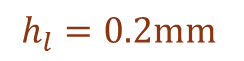 h_l = 0.2mm